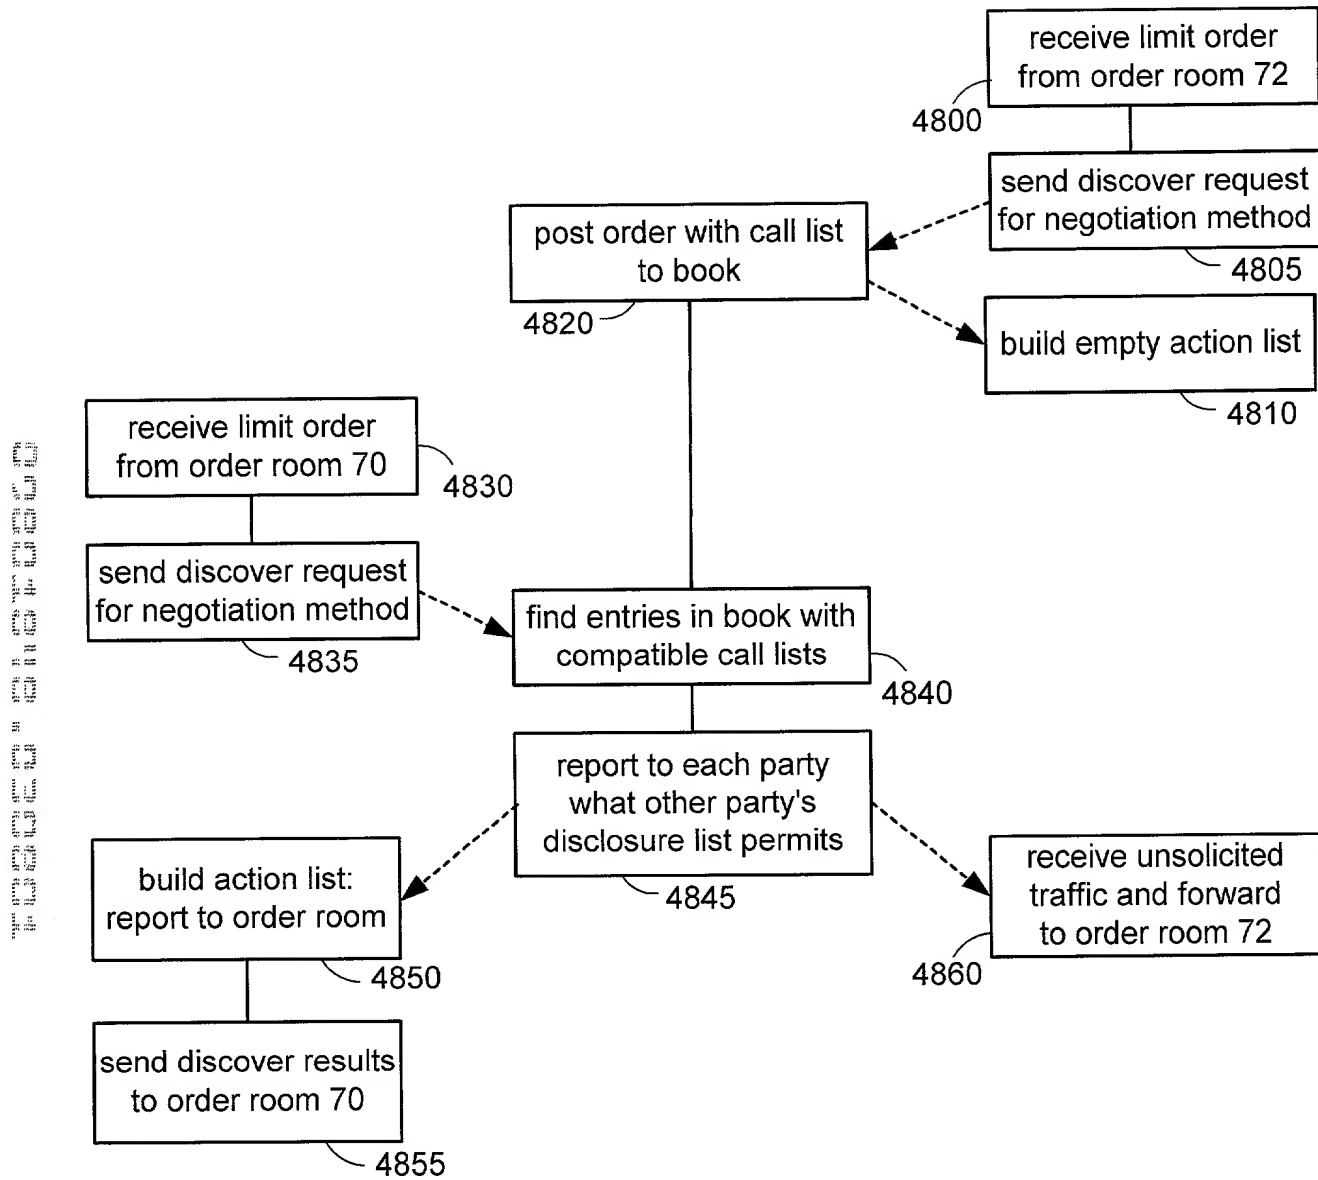 receive limit order
from order room 72
4800
send discover request
for negotiation method
4805
post order with call list
to book
4820
build empty action list
4810
receive limit order
from order room 70
4830
send discover request
for negotiation method
4835
find entries in book with
compatible call lists
4840
report to each party
what other party's
disclosure list permits
4845
build action list:
report to order room
4850
receive unsolicited
traffic and forward
to order room 72
4860
send discover results
to order room 70
4855